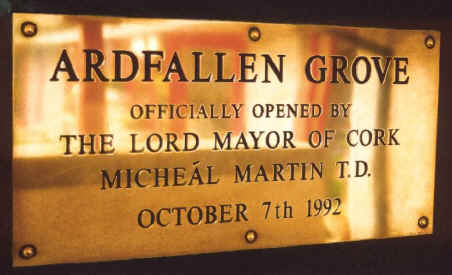 ARDFALLEN GROVE
OFFICIALLY OPENED BY
THE LORD MAYOR OF CORK
MICHEÁL MARTIN T.D.
OCTOBER 7th 1992